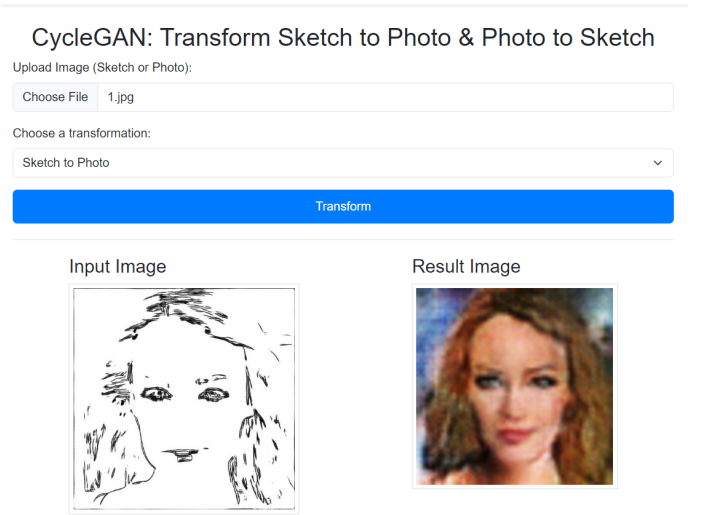 CycleGAN: Transform Sketch to Photo & Photo to Sketch
Upload Image (Sketch or Photo):
Choose File 1.jpg
Choose a transformation:
Sketch to Photo
Transform
Input Image
Result Image